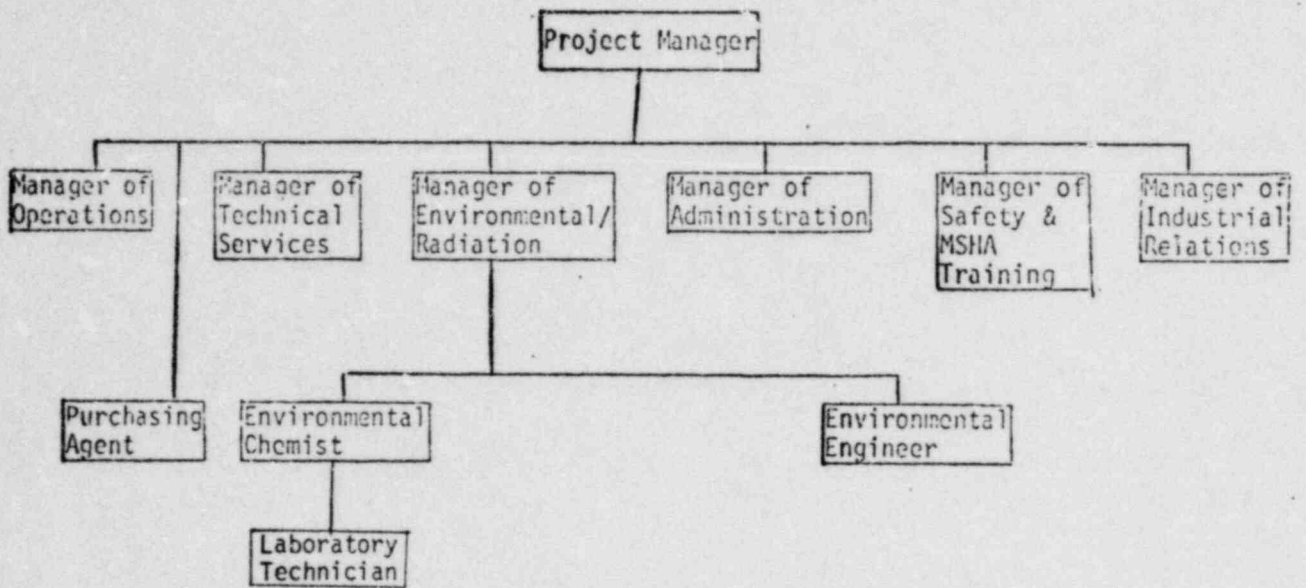 Project Manager
Manager of
Operations
Manager of
Technical
Services
Manager of
Environmental/
Radiation
Manager of
Administration
Manager of
Safety &
MSHA
Training
Manager of
Industrial
Relations
Purchasing
Agent
Environmental
Chemist
Environmental
Engineer
Laboratory
Technician